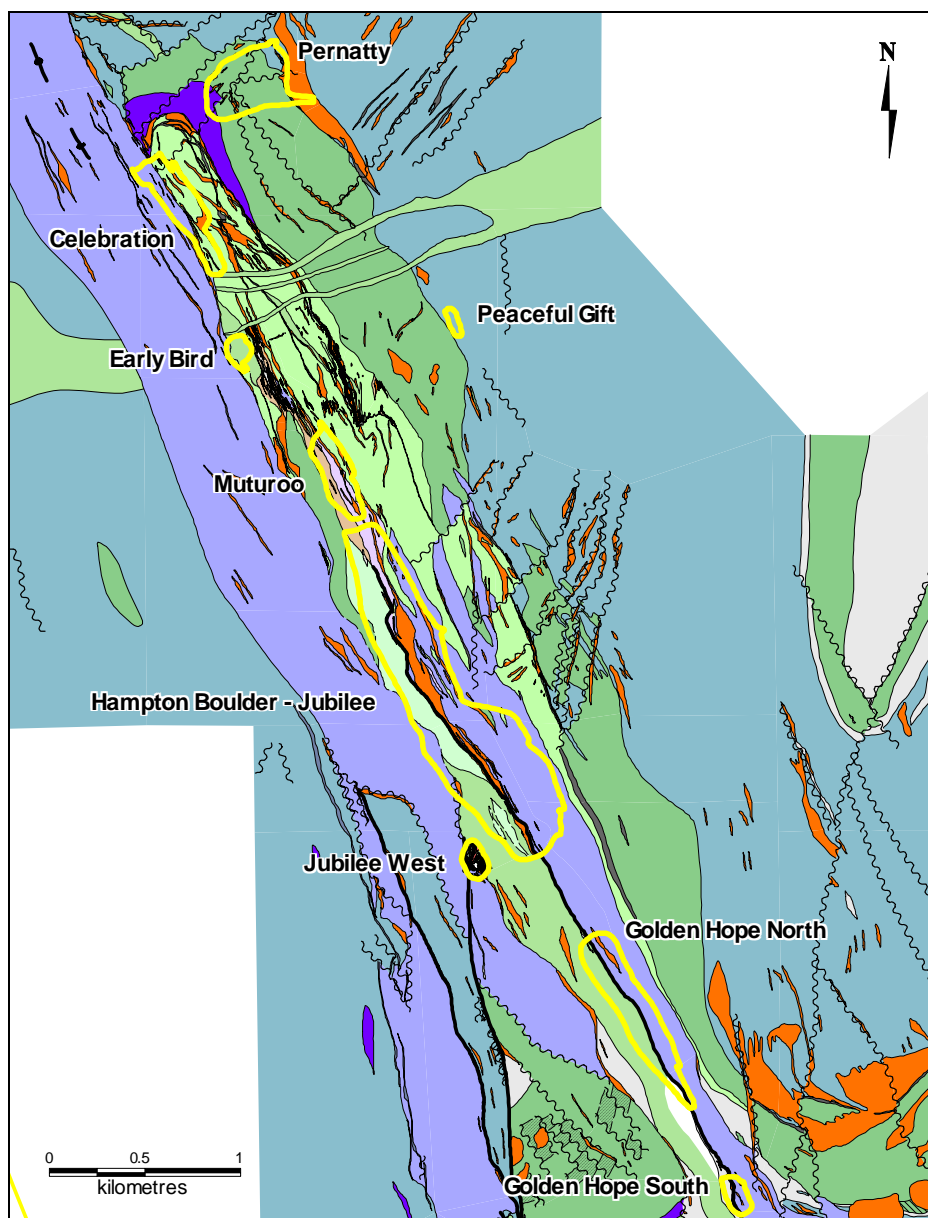 Pernatty
N
Celebration
Peaceful Gift
Early Bird
Muturoo
Hampton Boulder - Jubilee
Jubilee West
Golden Hope North
0 0.5 1
kilometres
Golden Hope South